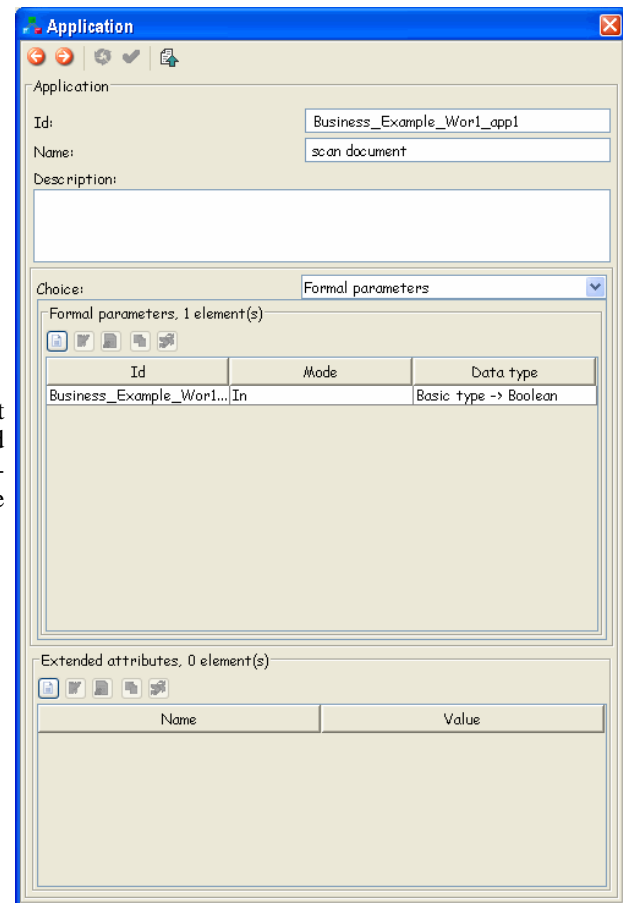 Application
Application
Id: Business_Example_Wor1_app1
Name: scan document
Description:
Choice: Formal parameters
Formal parameters, 1 element(s)
Id Mode Data type
Business_Example_Wor1... In Basic type -> Boolean
t
d
-
e
Extended attributes, 0 element(s)
Name Value